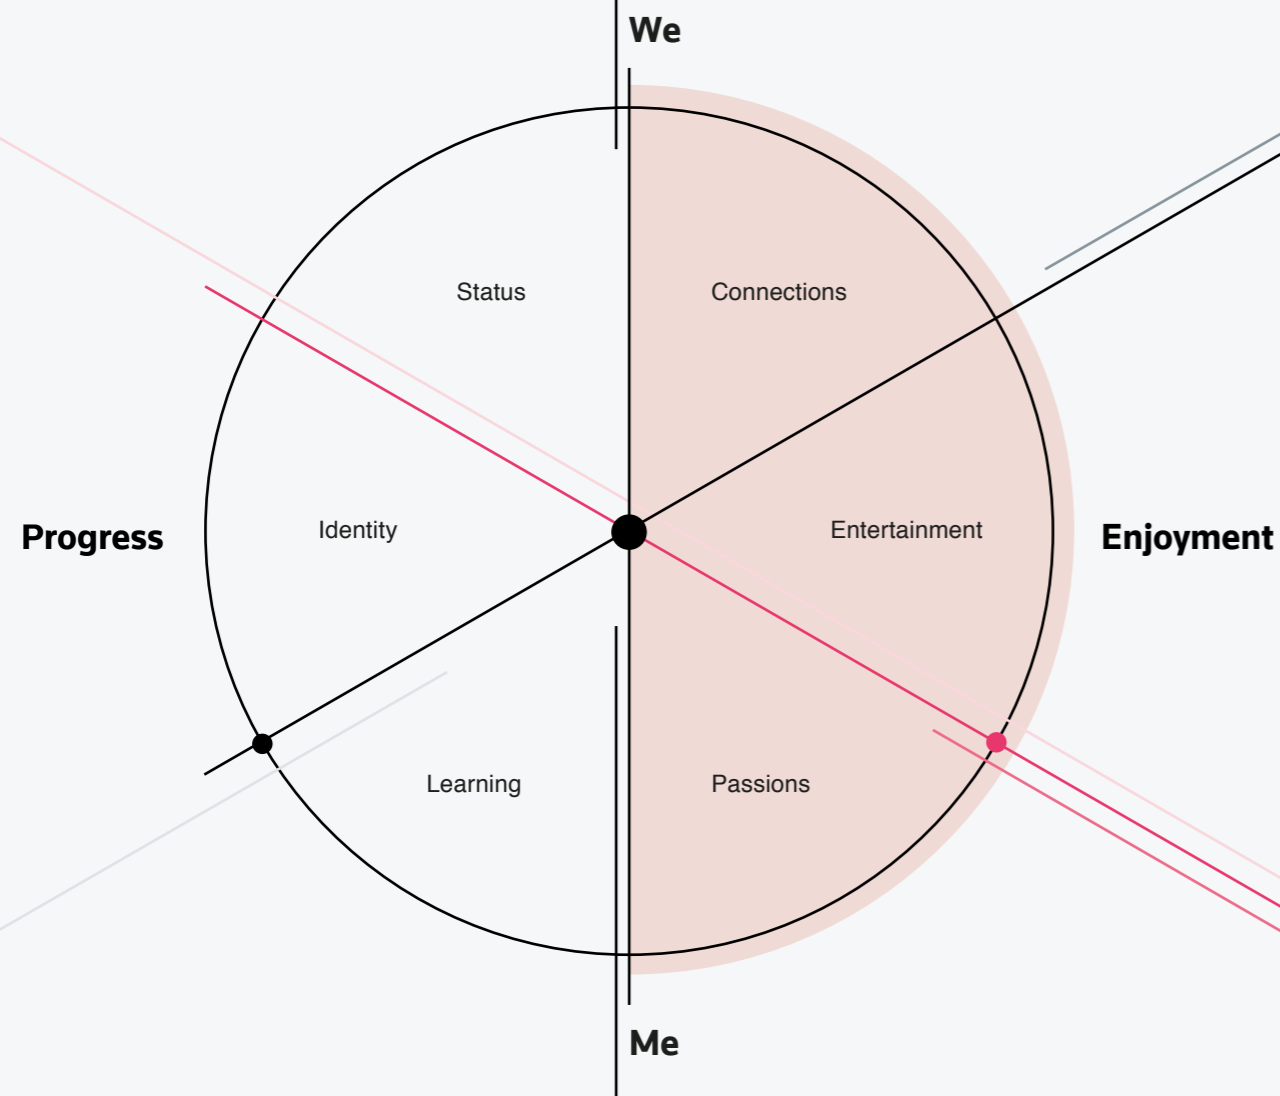 We
Status
Connections
Progress
Identity
Entertainment
Enjoyment
Learning
Passions
Me